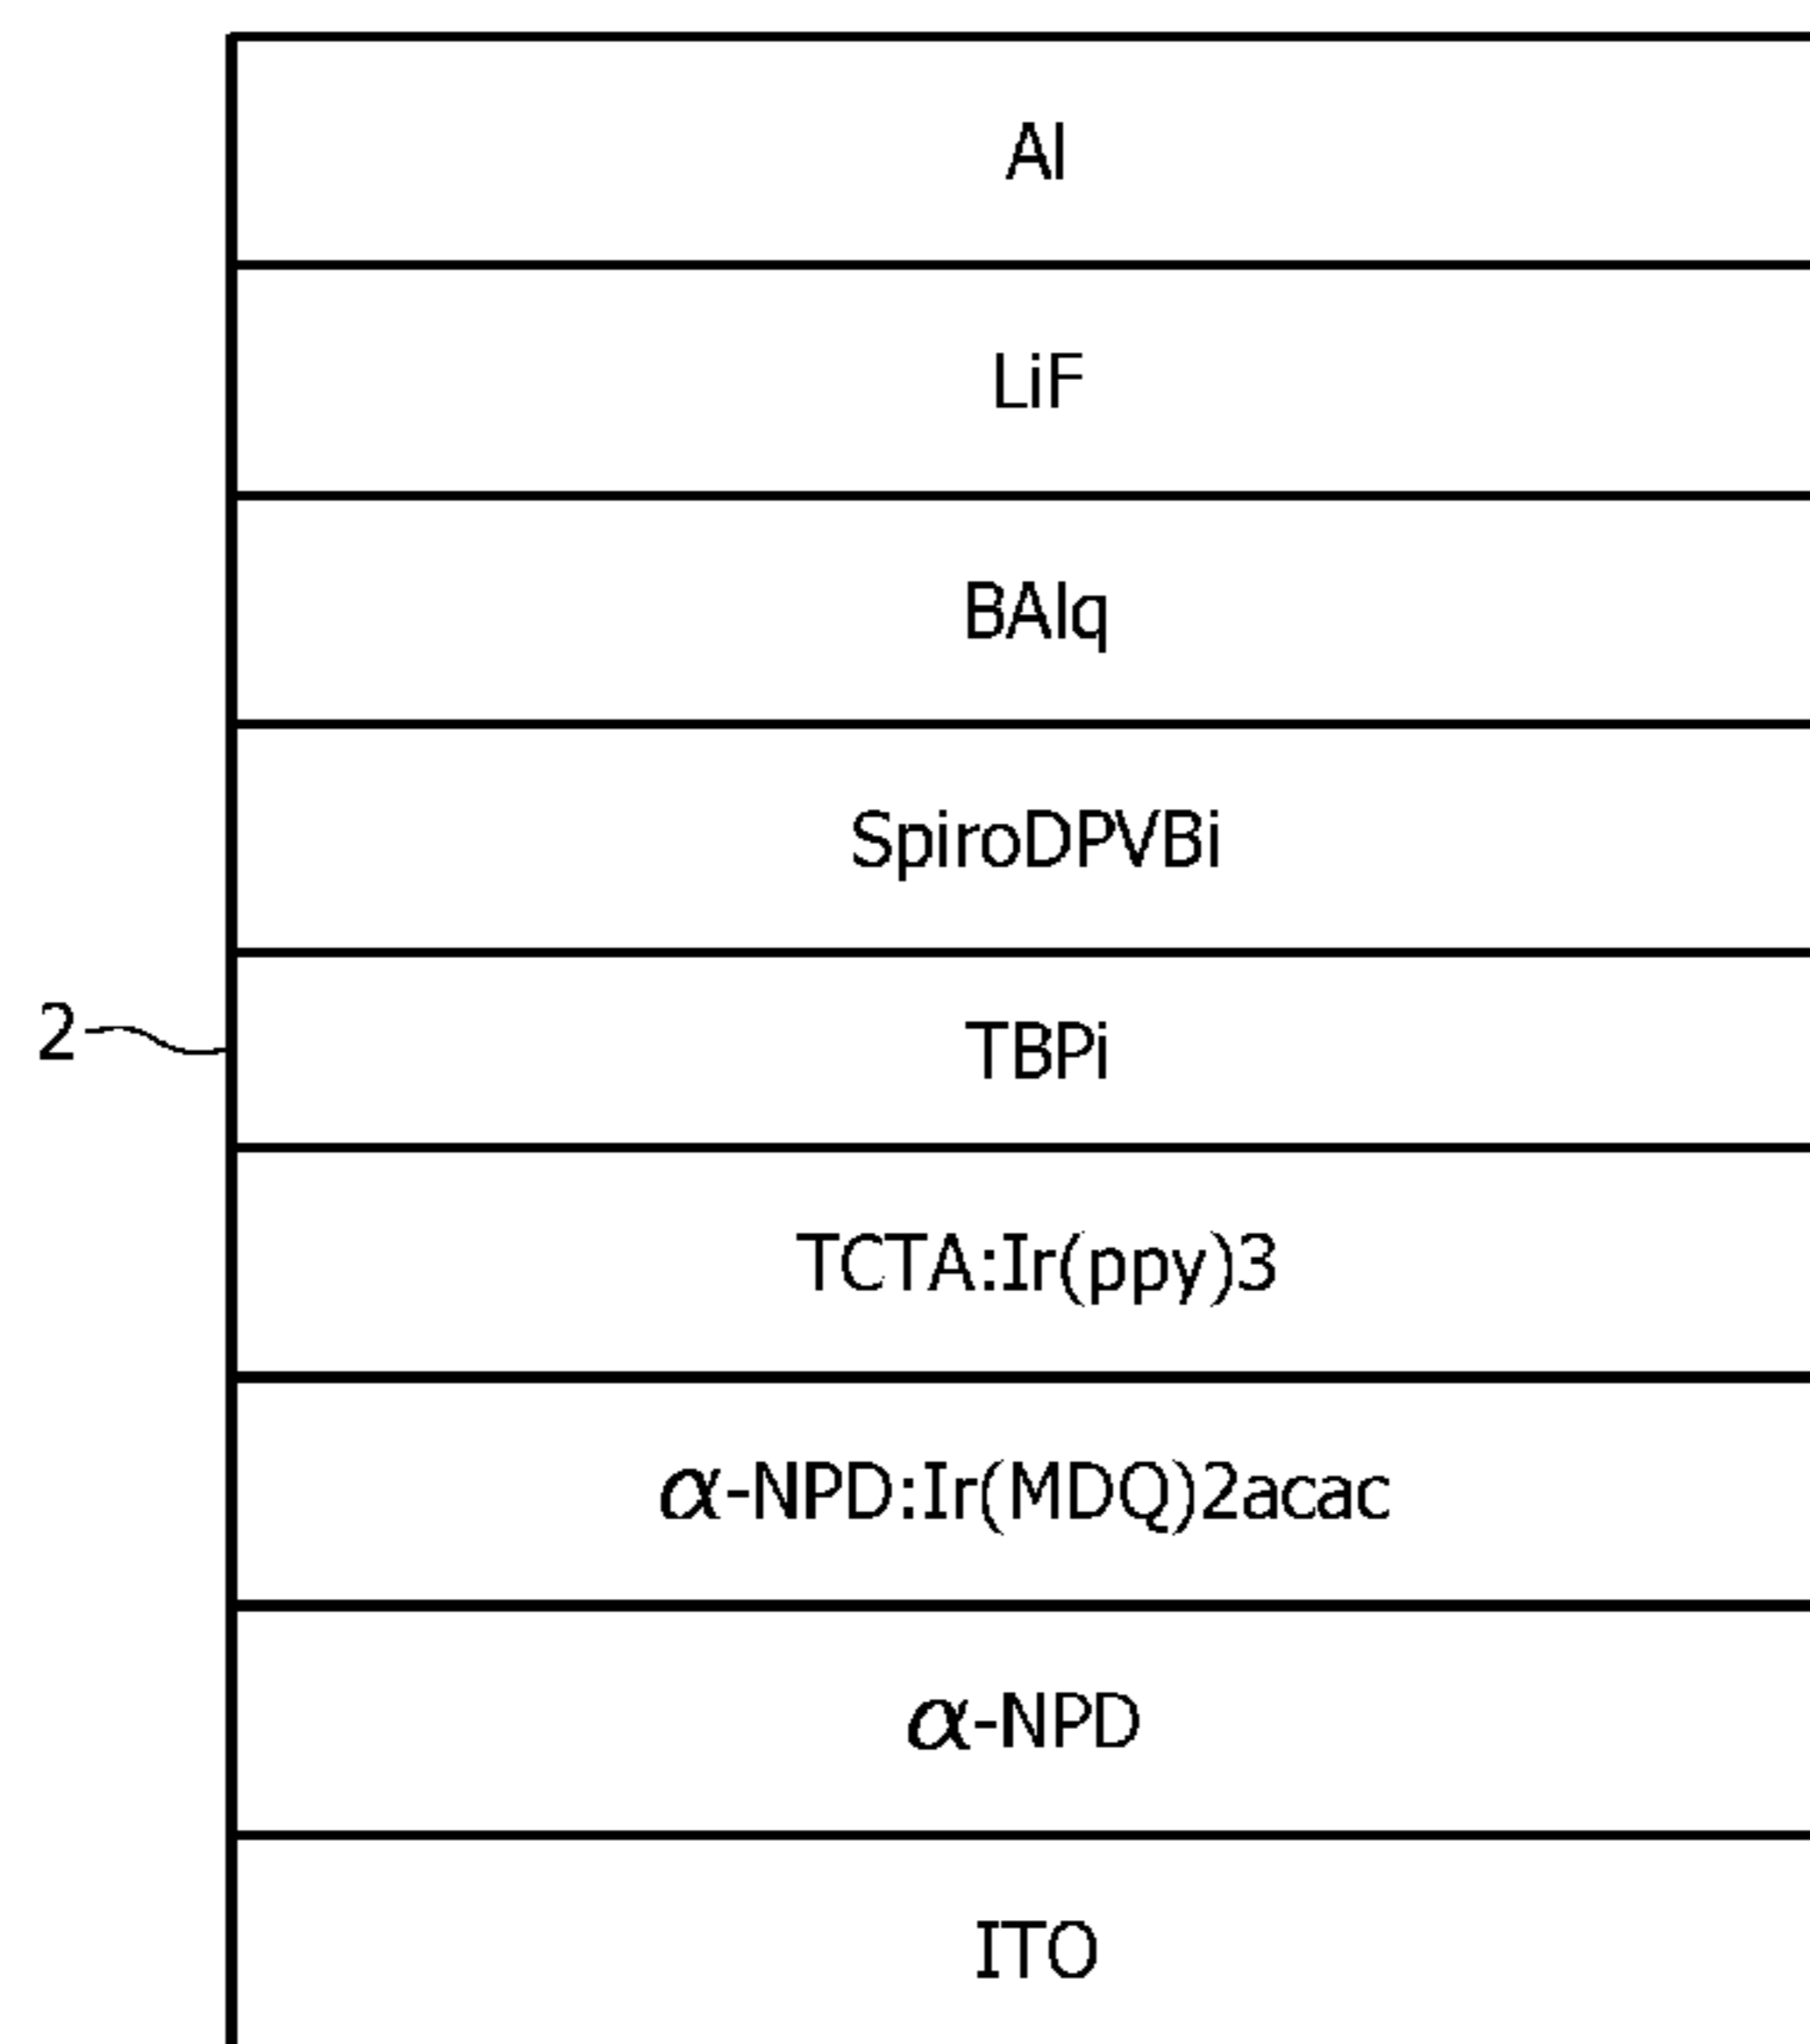 Al
LiF
BAlq
SpiroDPVBi
2
TBPi
TCTA:Ir(ppy)3
α-NPD:Ir(MDQ)2acac
α-NPD
ITO